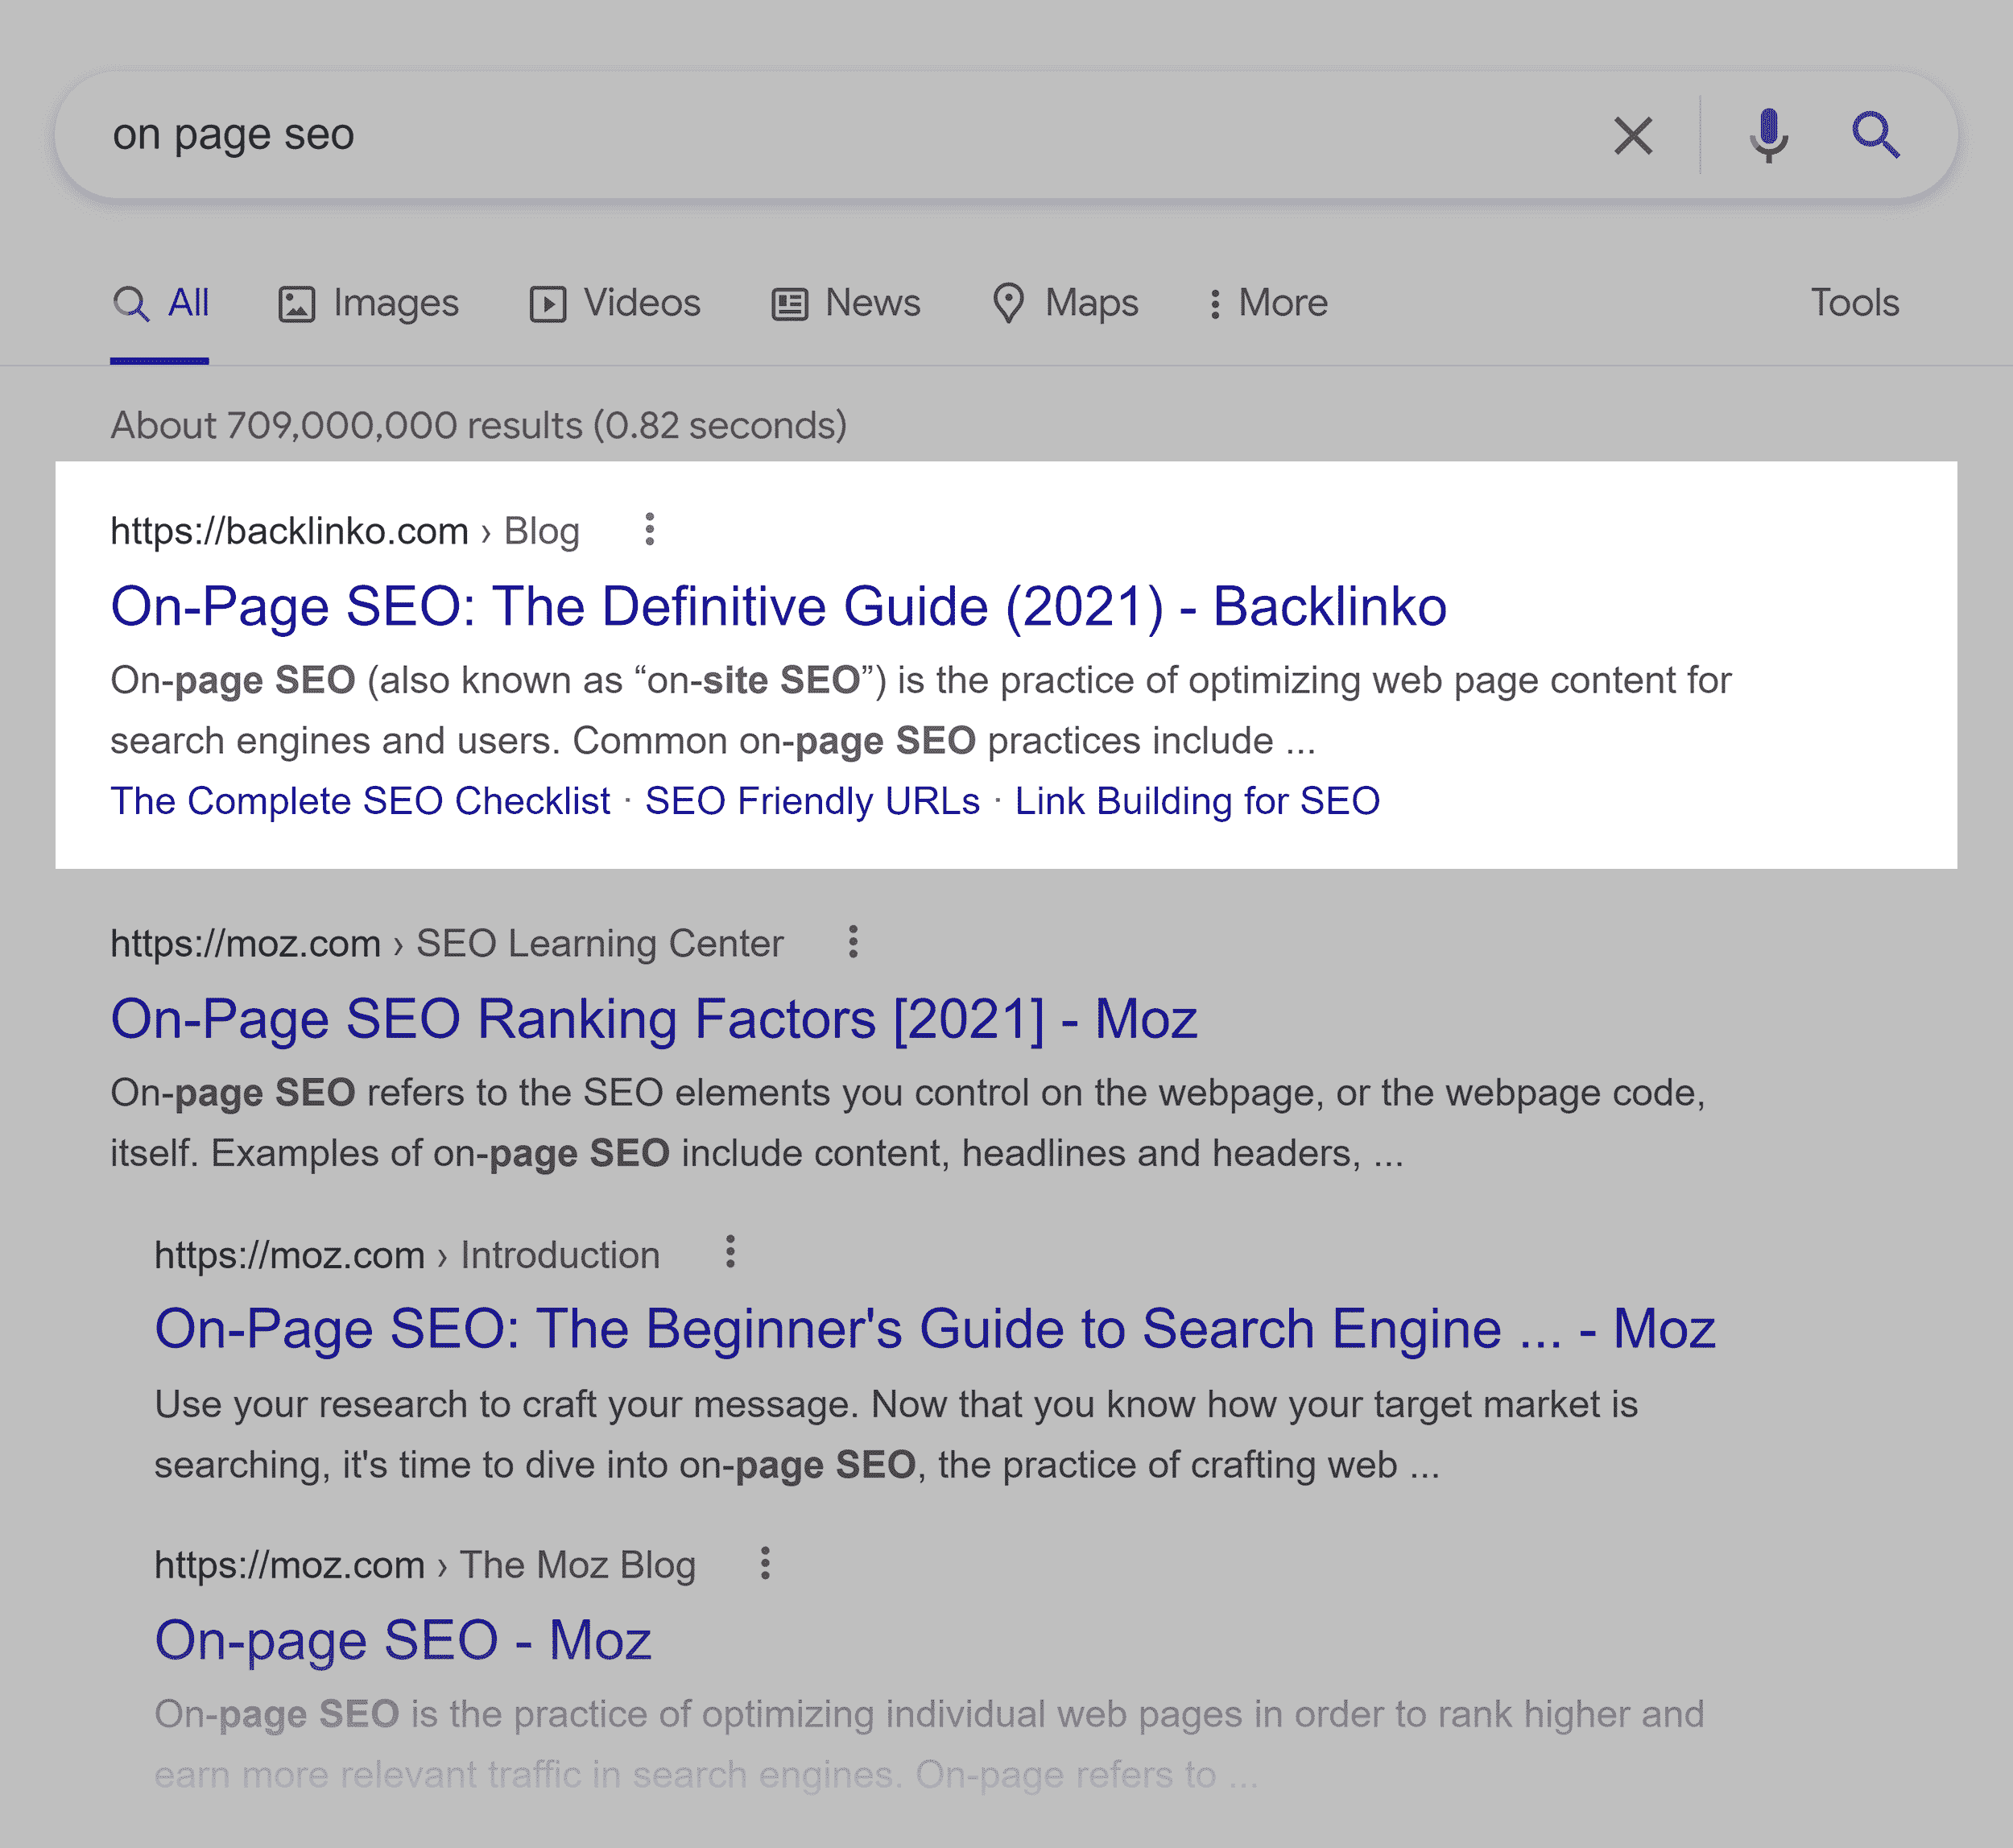 on page seo
All Images Videos News Maps More Tools
About 709,000,000 results (0.82 seconds)
https://backlinko.com › Blog
On-Page SEO: The Definitive Guide (2021) - Backlinko
On-page SEO (also known as “on-site SEO”) is the practice of optimizing web page content for
search engines and users. Common on-page SEO practices include ...
The Complete SEO Checklist · SEO Friendly URLs · Link Building for SEO
https://moz.com › SEO Learning Center
On-Page SEO Ranking Factors [2021] - Moz
On-page SEO refers to the SEO elements you control on the webpage, or the webpage code,
itself. Examples of on-page SEO include content, headlines and headers, ...
https://moz.com › Introduction
On-Page SEO: The Beginner's Guide to Search Engine ... - Moz
Use your research to craft your message. Now that you know how your target market is
searching, it's time to dive into on-page SEO, the practice of crafting web ...
https://moz.com › The Moz Blog
On-page SEO - Moz
On-page SEO is the practice of optimizing individual web pages in order to rank higher and
earn more relevant traffic in search engines. On-page refers to ...